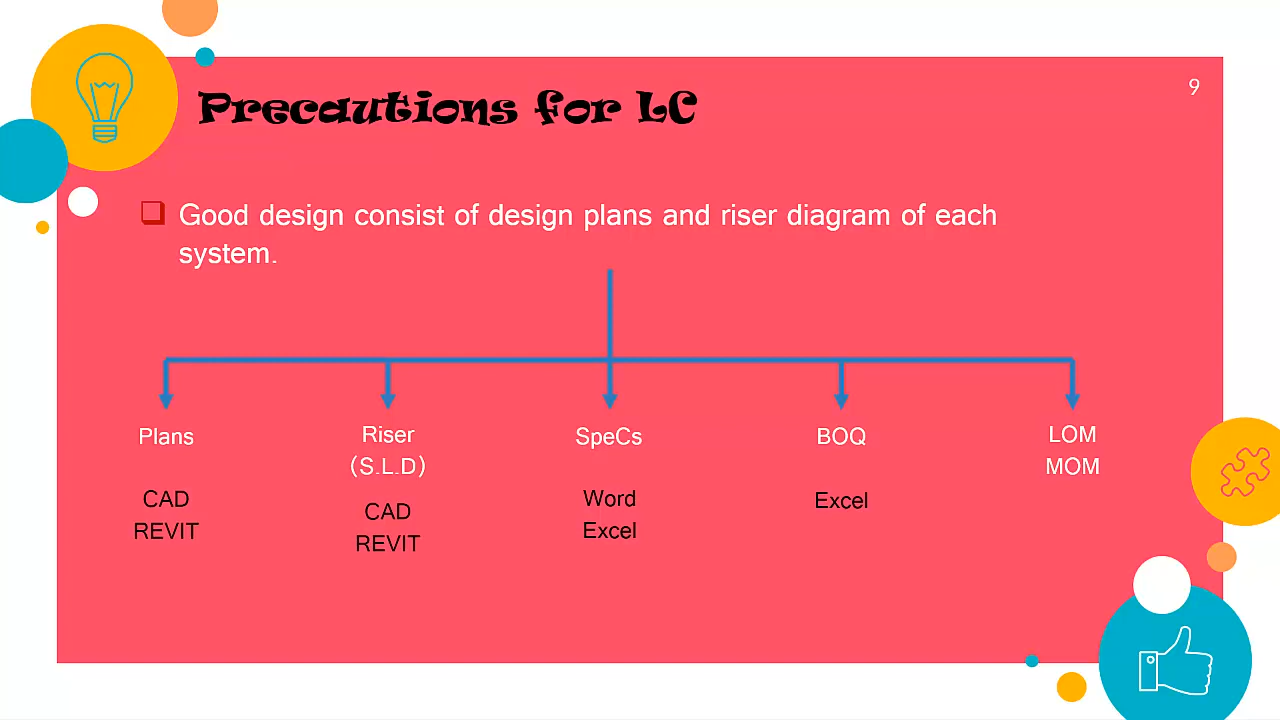 Precautions for LC
9
Good design consist of design plans and riser diagram of each
system.
Plans
CAD
REVIT
Riser
(S.L.D)
CAD
REVIT
SpeCs
Word
Excel
BOQ
Excel
LOM
MOM